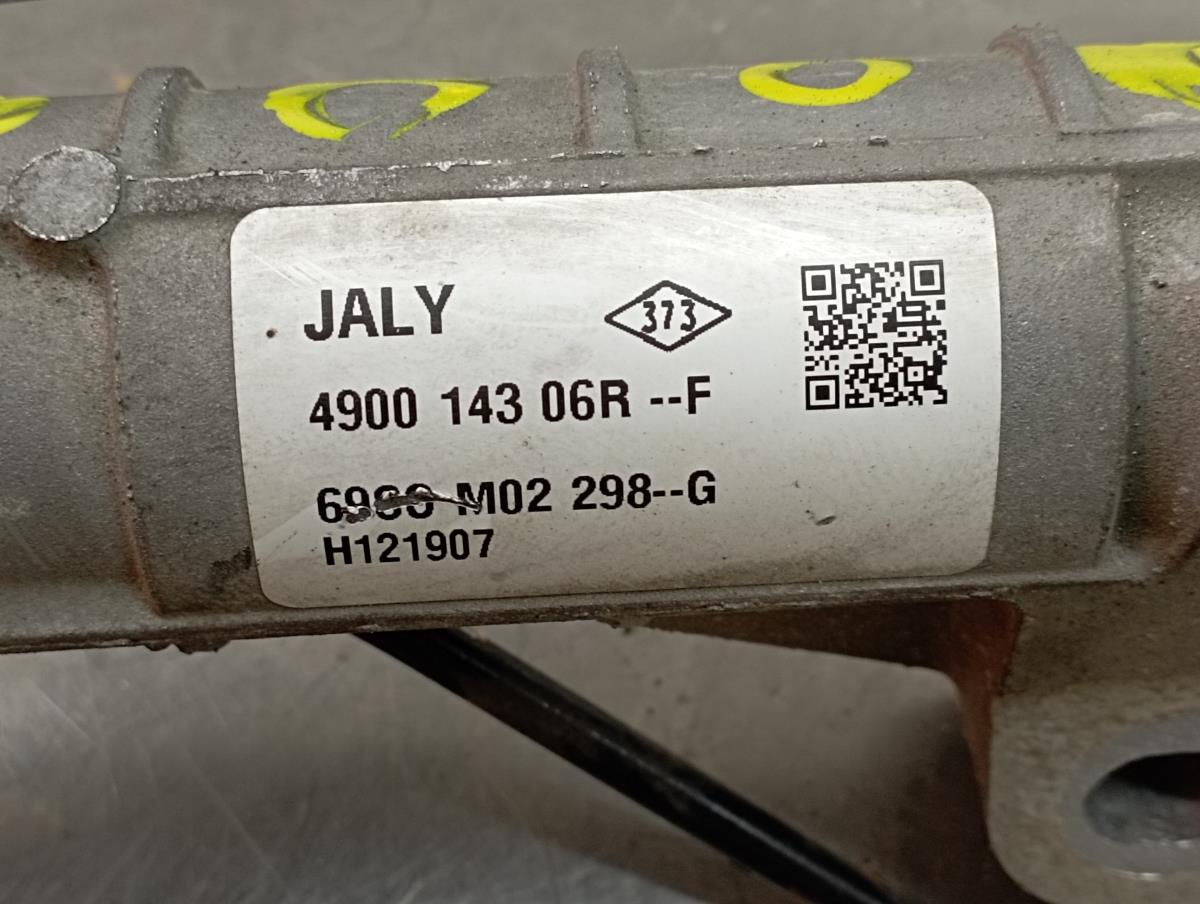 JALY
373
4900 143 06R --F
M02 298--G
H121907